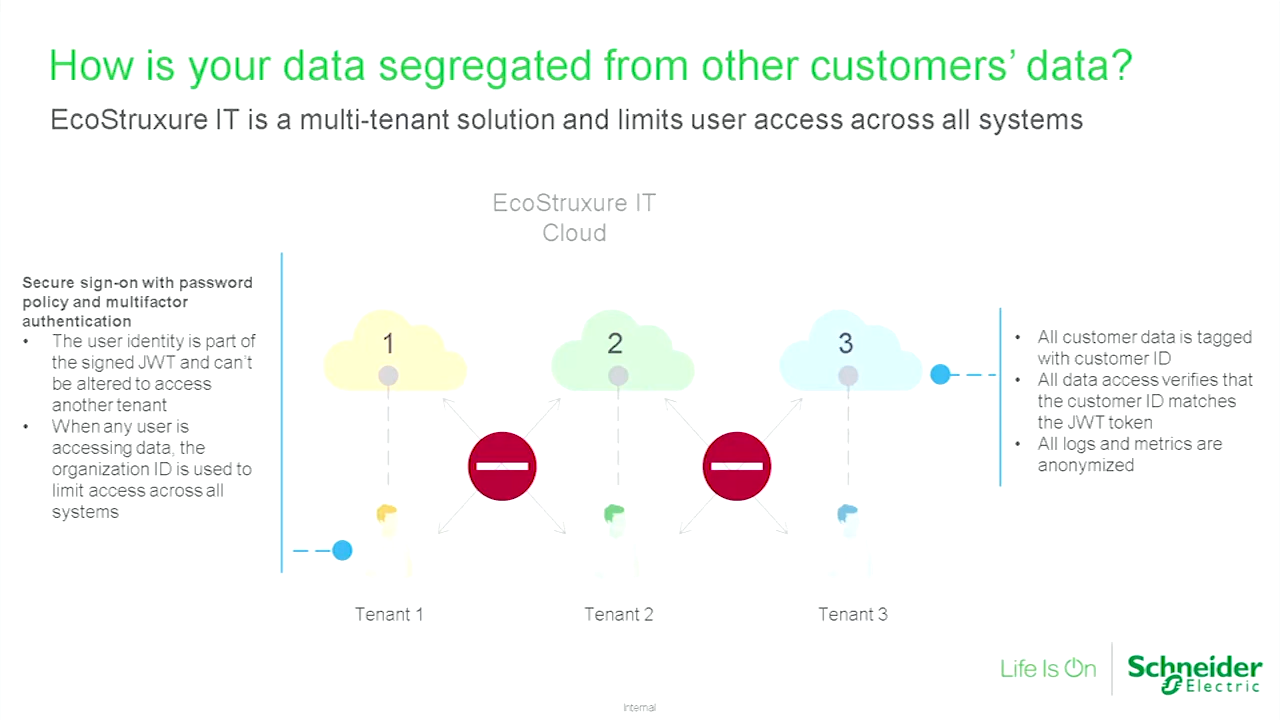 How is your data segregated from other customers’ data?
EcoStruxure IT is a multi-tenant solution and limits user access across all systems
EcoStruxure IT
Cloud
Secure sign-on with password
policy and multifactor
authentication
• The user identity is part of
the signed JWT and can’t
be altered to access
another tenant
• When any user is
accessing data, the
organization ID is used to
limit access across all
systems
1
2
3
• All customer data is tagged
with customer ID
• All data access verifies that
the customer ID matches
the JWT token
• All logs and metrics are
anonymized
Tenant 1
Tenant 2
Tenant 3
Life Is On
Schneider
Electric
Internal